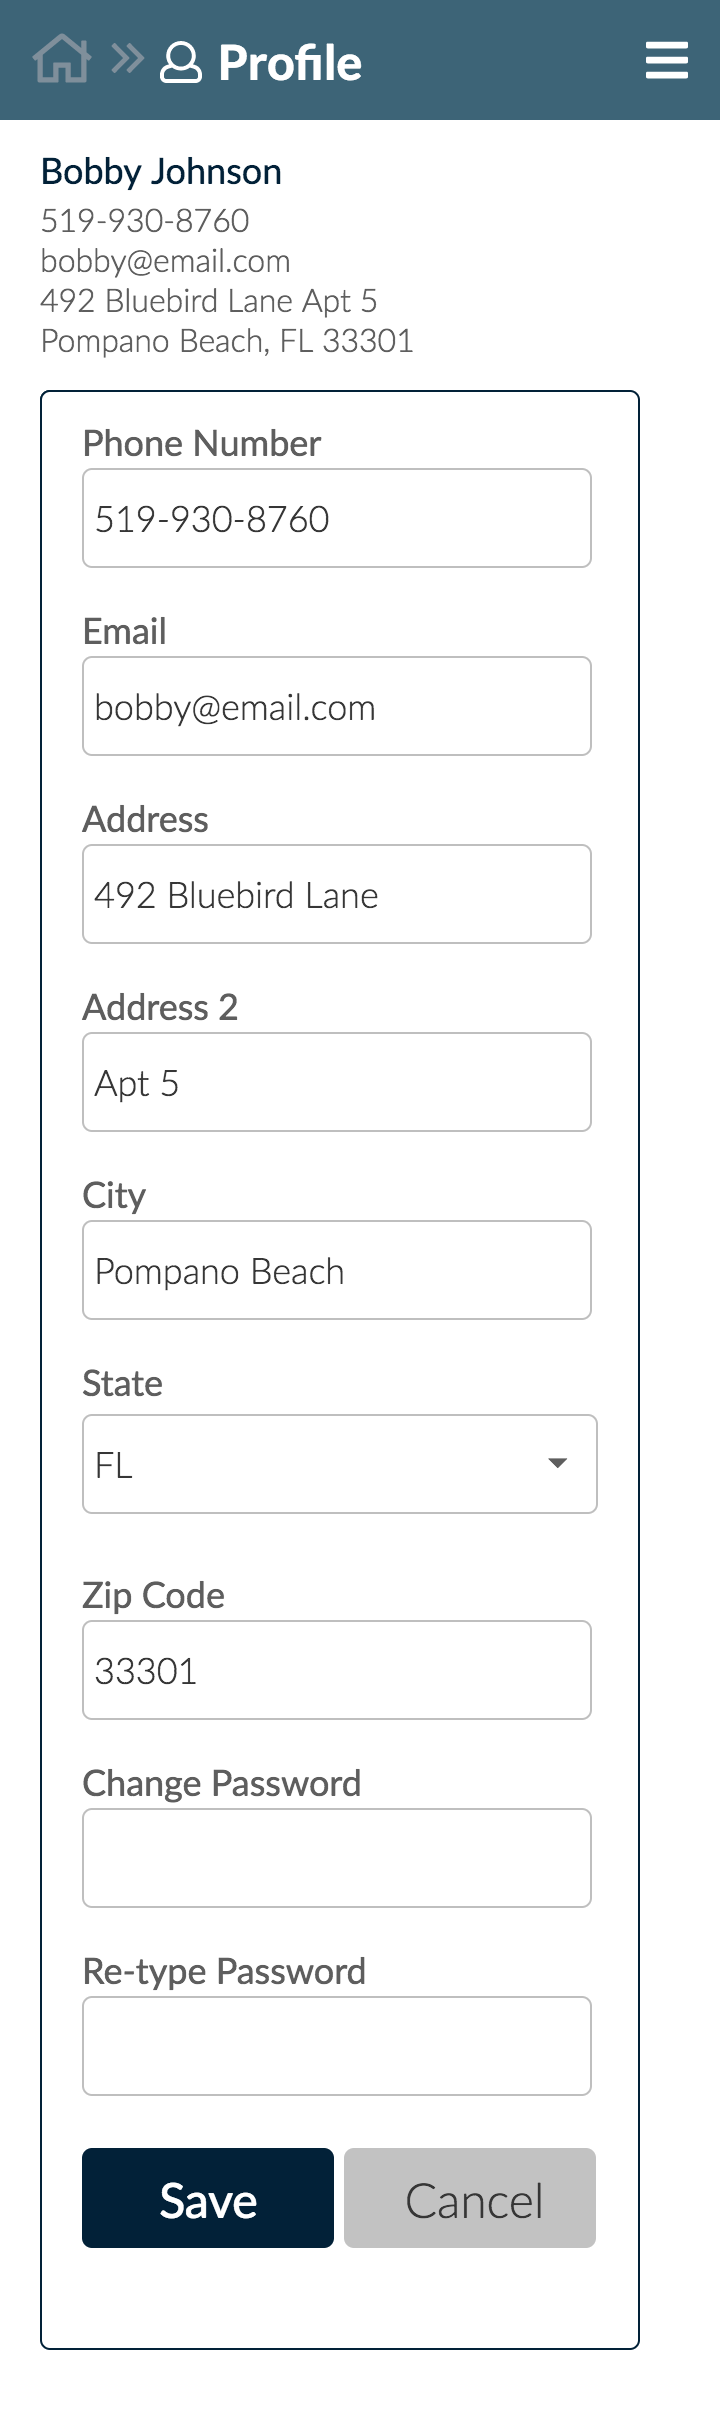 Profile
Bobby Johnson
519-930-8760
bobby@email.com
492 Bluebird Lane Apt 5
Pompano Beach, FL 33301
Phone Number
519-930-8760
Email
bobby@email.com
Address
492 Bluebird Lane
Address 2
Apt 5
City
Pompano Beach
State
FL
Zip Code
33301
Change Password
Re-type Password
Save Cancel